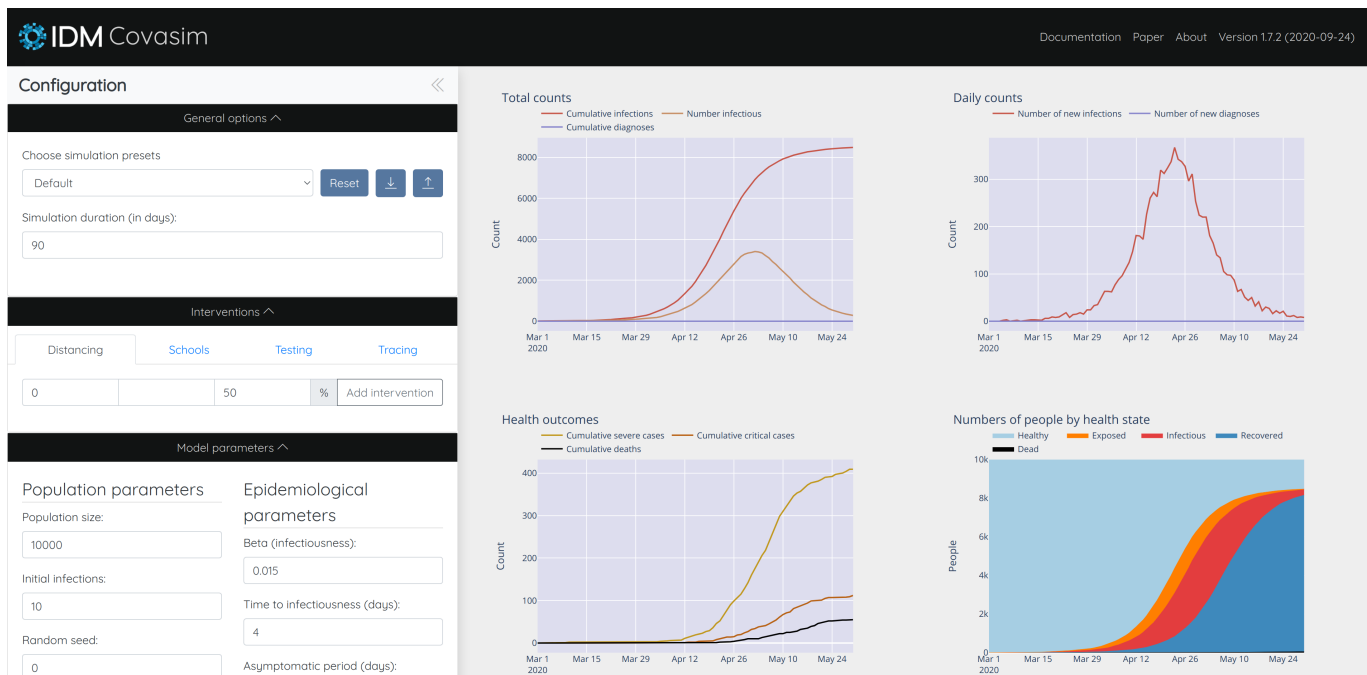 IDM Covasim
Documentation Paper About Version 1.7.2 (2020-09-24)
Configuration
General options
Choose simulation presets
Default
Reset
Simulation duration (in days):
90
Interventions
Distancing Schools Testing Tracing
0 50 % Add intervention
Model parameters
Population parameters
Population size:
10000
Initial infections:
10
Random seed:
0
Epidemiological
parameters
Beta (infectiousness):
0.015
Time to infectiousness (days):
4
Asymptomatic period (days):
Total counts
Cumulative infections Number infectious
Cumulative diagnoses
Count
8000
6000
4000
2000
0
Mar 1 Mar 15 Mar 29 Apr 12 Apr 26 May 10 May 24
2020
Daily counts
Number of new infections Number of new diagnoses
Count
300
200
100
0
Mar 1 Mar 15 Mar 29 Apr 12 Apr 26 May 10 May 24
2020
Health outcomes
Cumulative severe cases Cumulative critical cases
Cumulative deaths
Count
400
300
200
100
0
Mar 1 Mar 15 Mar 29 Apr 12 Apr 26 May 10 May 24
2020
Numbers of people by health state
Healthy Exposed Infectious Recovered
Dead
People
10k
8k
6k
4k
2k
0
Mar 1 Mar 15 Mar 29 Apr 12 Apr 26 May 10 May 24
2020